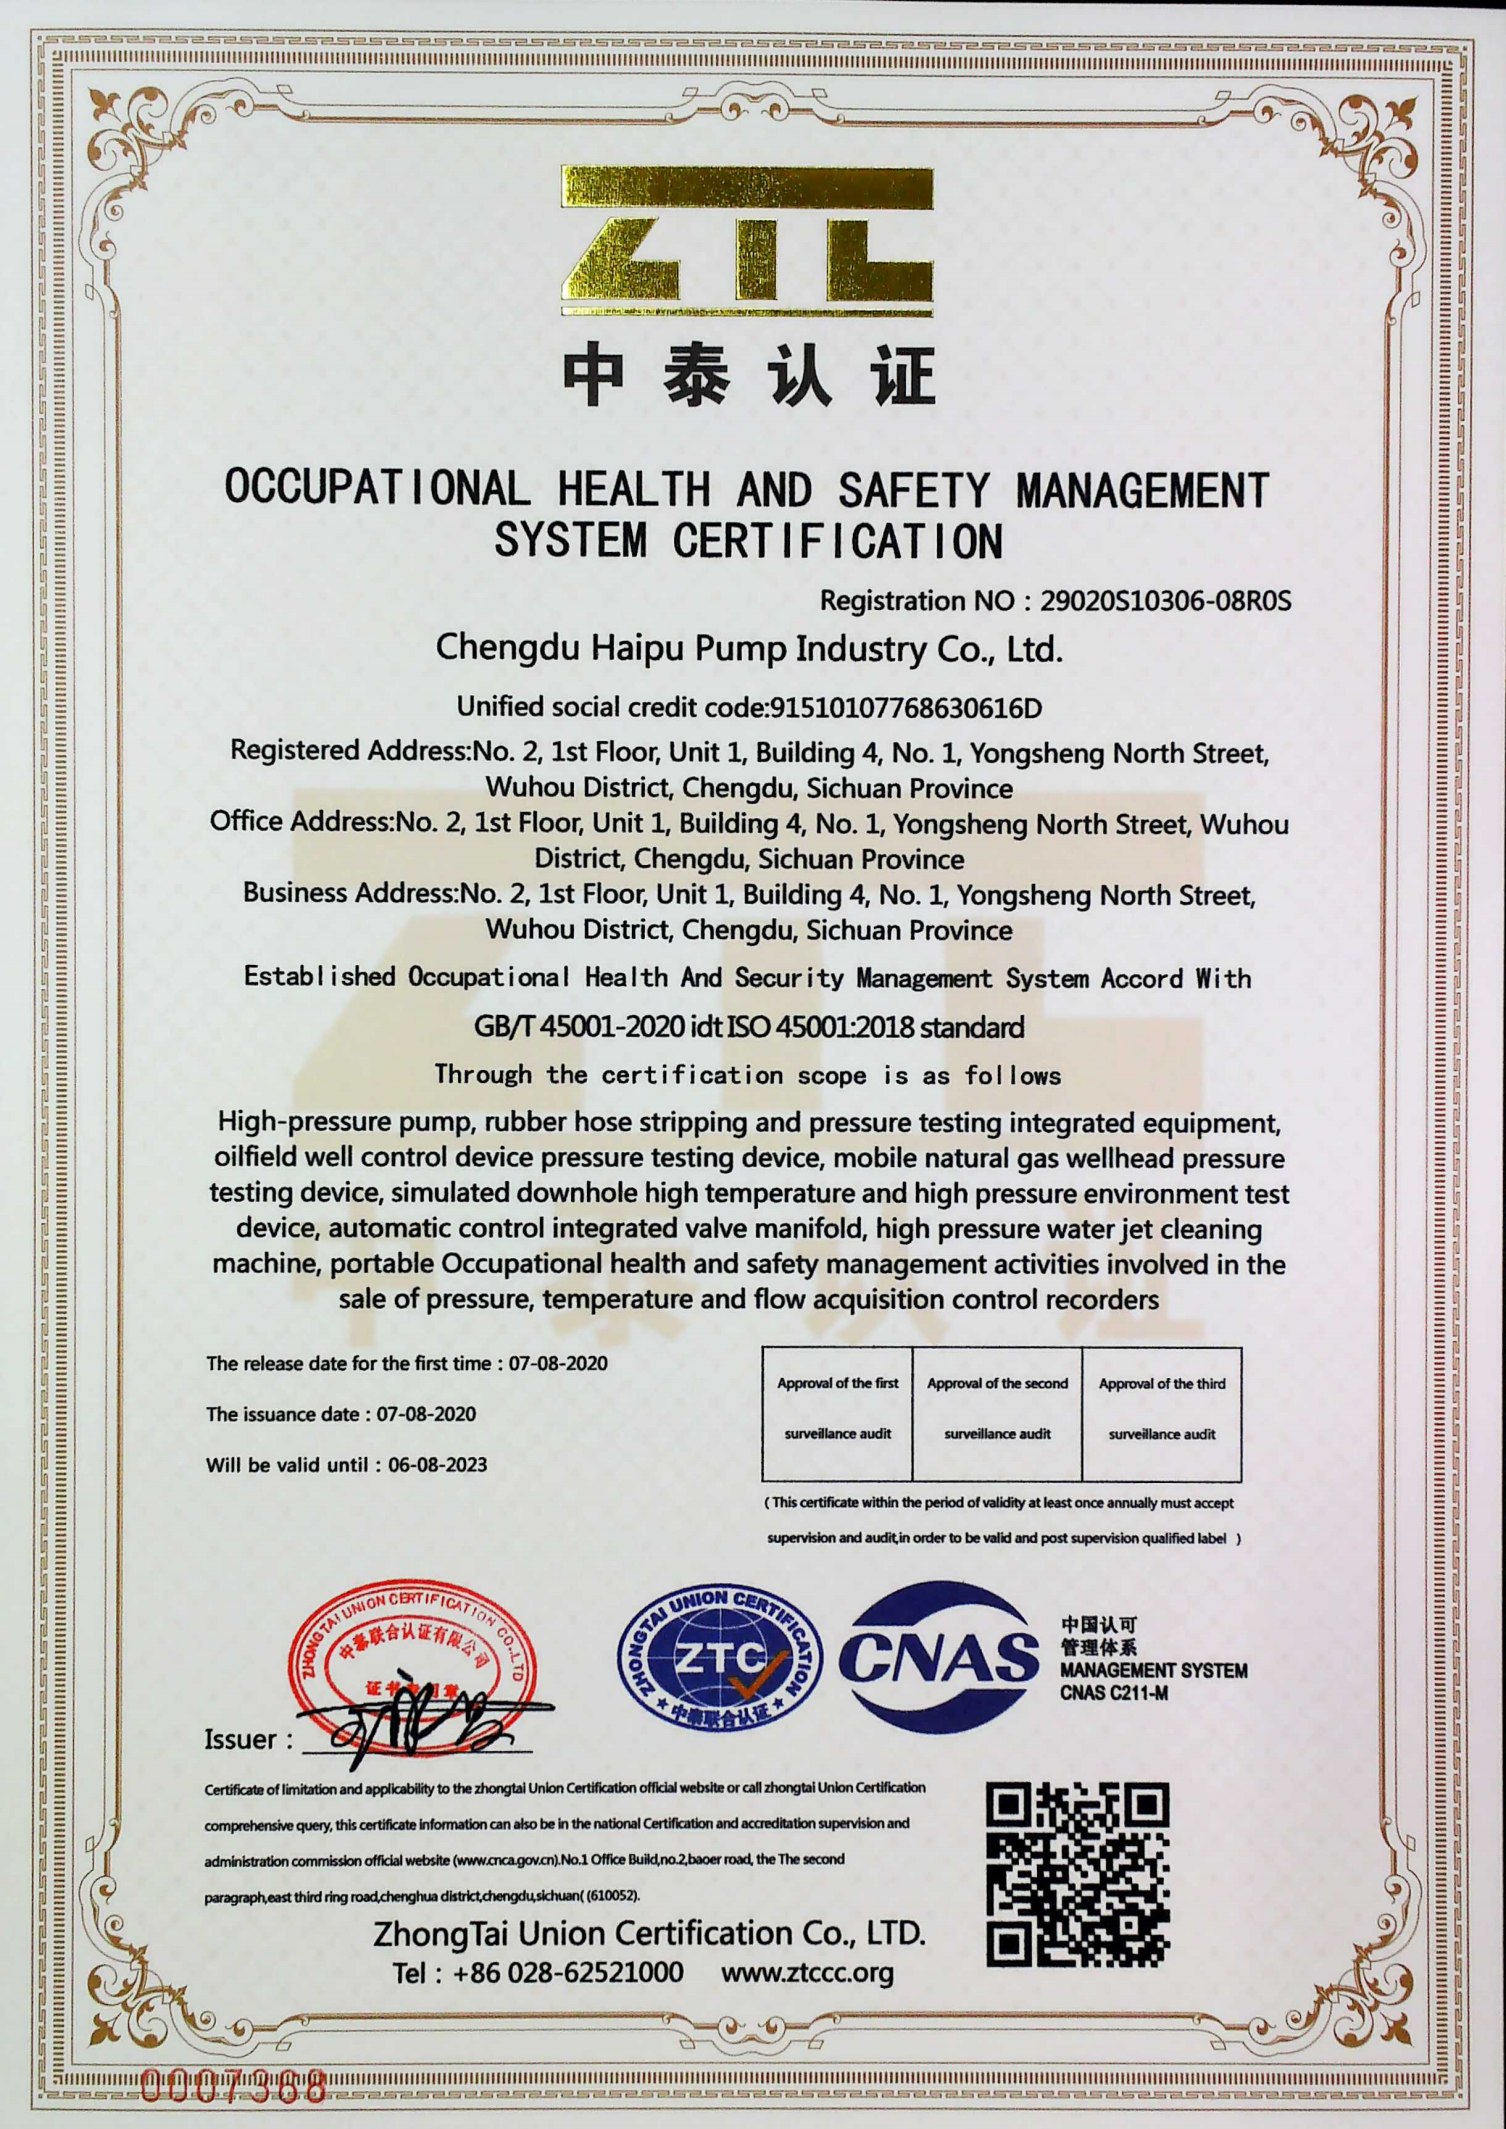 ZTC
中泰认证
OCCUPATIONAL HEALTH AND SAFETY MANAGEMENT
SYSTEM CERTIFICATION
Registration NO : 29020S10306-08R0S
Chengdu Haipu Pump Industry Co., Ltd.
Unified social credit code:91510107768630616D
Registered Address:No. 2, 1st Floor, Unit 1, Building 4, No. 1, Yongsheng North Street,
Wuhou District, Chengdu, Sichuan Province
Office Address:No. 2, 1st Floor, Unit 1, Building 4, No. 1, Yongsheng North Street, Wuhou
District, Chengdu, Sichuan Province
Business Address:No. 2, 1st Floor, Unit 1, Building 4, No. 1, Yongsheng North Street,
Wuhou District, Chengdu, Sichuan Province
Established Occupational Health And Security Management System Accord With
GB/T 45001-2020 idt ISO 45001:2018 standard
Through the certification scope is as follows
High-pressure pump, rubber hose stripping and pressure testing integrated equipment,
oilfield well control device pressure testing device, mobile natural gas wellhead pressure
testing device, simulated downhole high temperature and high pressure environment test
device, automatic control integrated valve manifold, high pressure water jet cleaning
machine, portable Occupational health and safety management activities involved in the
sale of pressure, temperature and flow acquisition control recorders
The release date for the first time : 07-08-2020
The issuance date : 07-08-2020
Will be valid until : 06-08-2023
Approval of the first
surveillance audit
Approval of the second
surveillance audit
Approval of the third
surveillance audit
( This certificate within the period of validity at least once annually must accept
supervision and audit,in order to be valid and post supervision qualified label )
ZHONGTAI UNION CERTIFICATION CO.,LTD
中泰联合认证有限公司
证书专用章
ZHONGTAI UNION CERTIFICATION
ZTC
中泰联合认证
CNAS
中国认可
管理体系
MANAGEMENT SYSTEM
CNAS C211-M
Issuer :
Certificate of limitation and applicability to the zhongtai Union Certification official website or call zhongtai Union Certification
comprehensive query, this certificate information can also be in the national Certification and accreditation supervision and
administration commission official website (www.cnca.gov.cn).No.1 Office Build,no.2,baoer road, the The second
paragraph,east third ring road,chenghua district,chengdu,sichuan( (610052).
ZhongTai Union Certification Co., LTD.
Tel : +86 028-62521000 www.ztccc.org
0007368